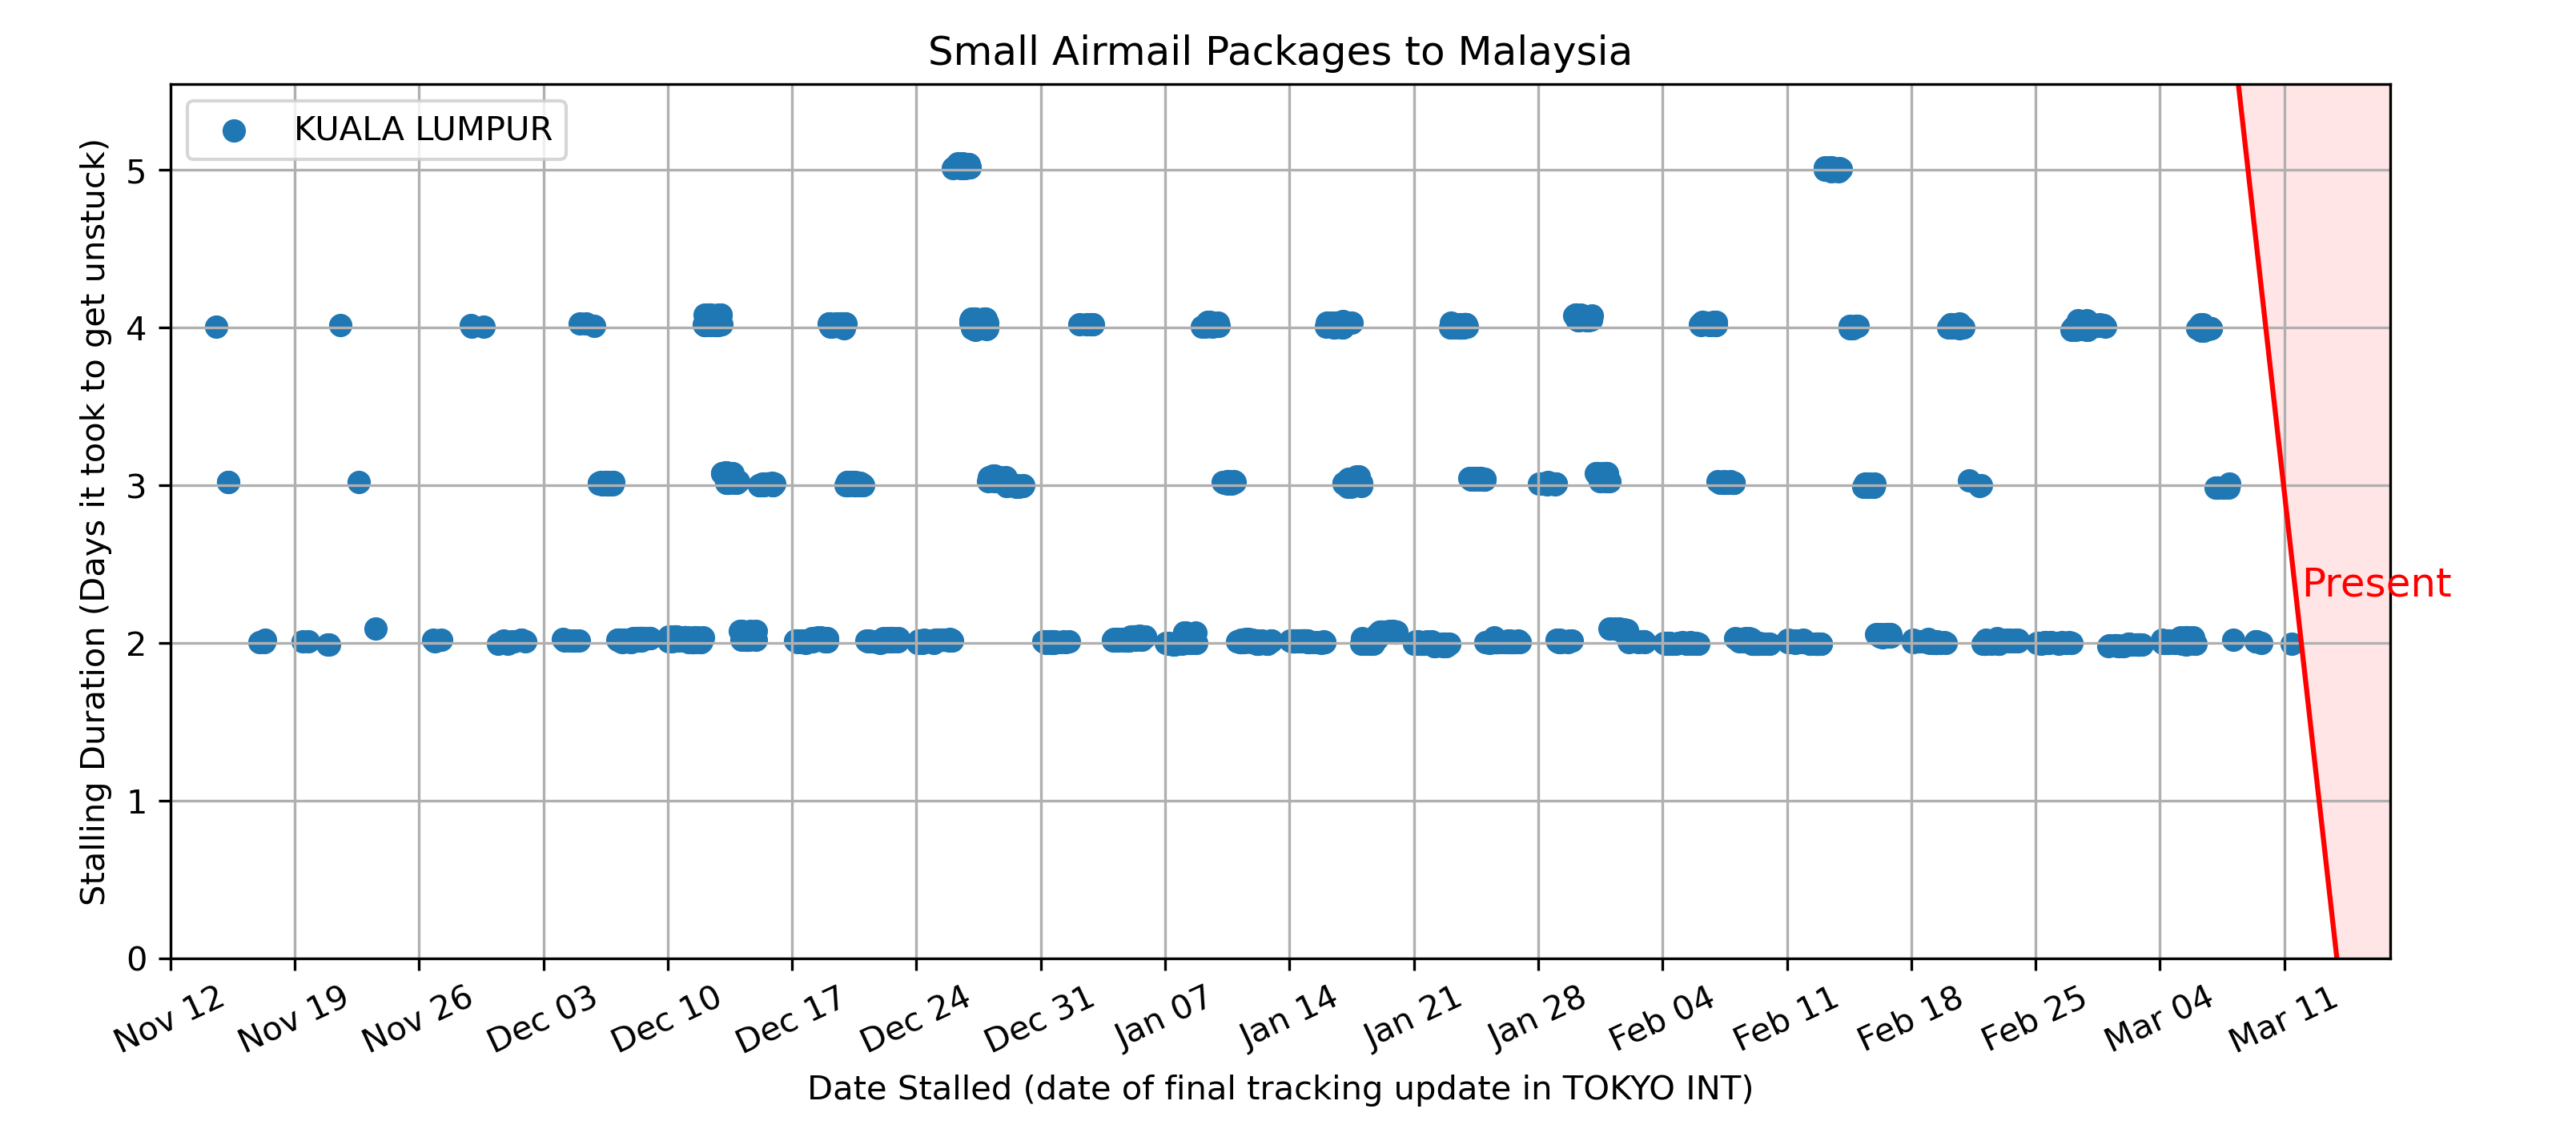 Small Airmail Packages to Malaysia
KUALA LUMPUR
Stalling Duration (Days it took to get unstuck)
5
4
3
2
1
0
Present
Nov 12
Nov 19
Nov 26
Dec 03
Dec 10
Dec 17
Dec 24
Dec 31
Jan 07
Jan 14
Jan 21
Jan 28
Feb 04
Feb 11
Feb 18
Feb 25
Mar 04
Mar 11
Date Stalled (date of final tracking update in TOKYO INT)